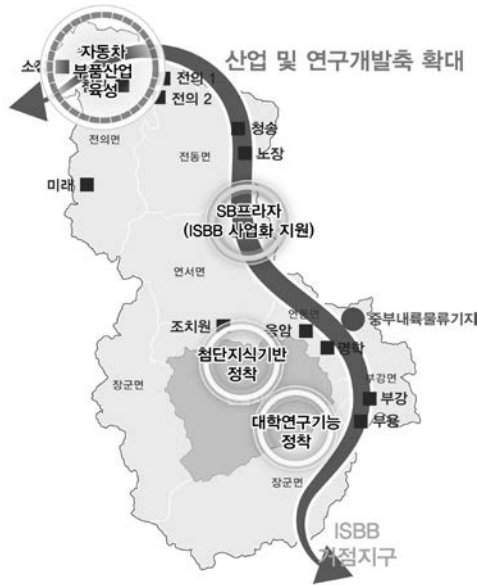 자동차
부품산업
육성
산업 및 연구개발축 확대
전의 1
전의 2
전의면
청송
전동면
노장
미래
SB프라자
(ISBB 사업화 지원)
연서면
조치원
응암
중부내륙물류기지
명학
첨단지식기반
정착
장군면
부강면
부강
대학연구기능
정착
부용
장군면
ISBB
거점지구